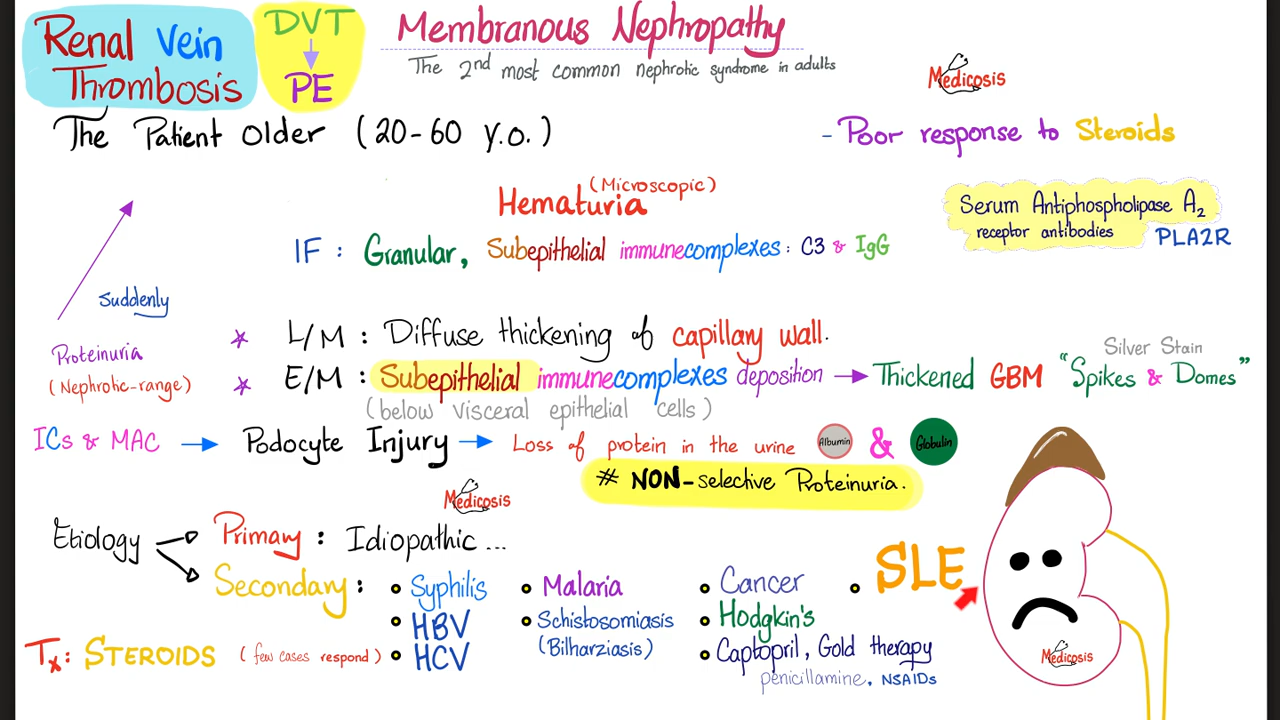 Renal Vein
Thrombosis
DVT
PE
Membranous Nephropathy
The 2nd most common nephrotic syndrome in adults
Medicosis
The Patient older (20-60 y.o.)
- Poor response to Steroids
Hematuria (Microscopic)
Serum Antiphospholipase A2
receptor antibodies PLA2R
IF : Granular, Subepithelial immunecomplexes : C3 & IgG
Suddenly
Proteinuria
(Nephrotic-range)
* L/M : Diffuse thickening of capillary wall.
Silver Stain
* E/M : Subepithelial immunecomplexes deposition → Thickened GBM "Spikes & Domes"
(below visceral epithelial cells)
ICs & MAC → Podocyte Injury → Loss of protein in the urine Albumin & Globulin
# NON-selective Proteinuria.
Medicosis
Etiology
Primary : Idiopathic ...
Secondary :
• Syphilis
• HBV
• HCV
• Malaria
• Schistosomiasis
(Bilharziasis)
• Cancer
• Hodgkin's
• Captopril, Gold therapy
penicillamine, NSAIDs
• SLE
Tx: STEROIDS (few cases respond)
Medicosis